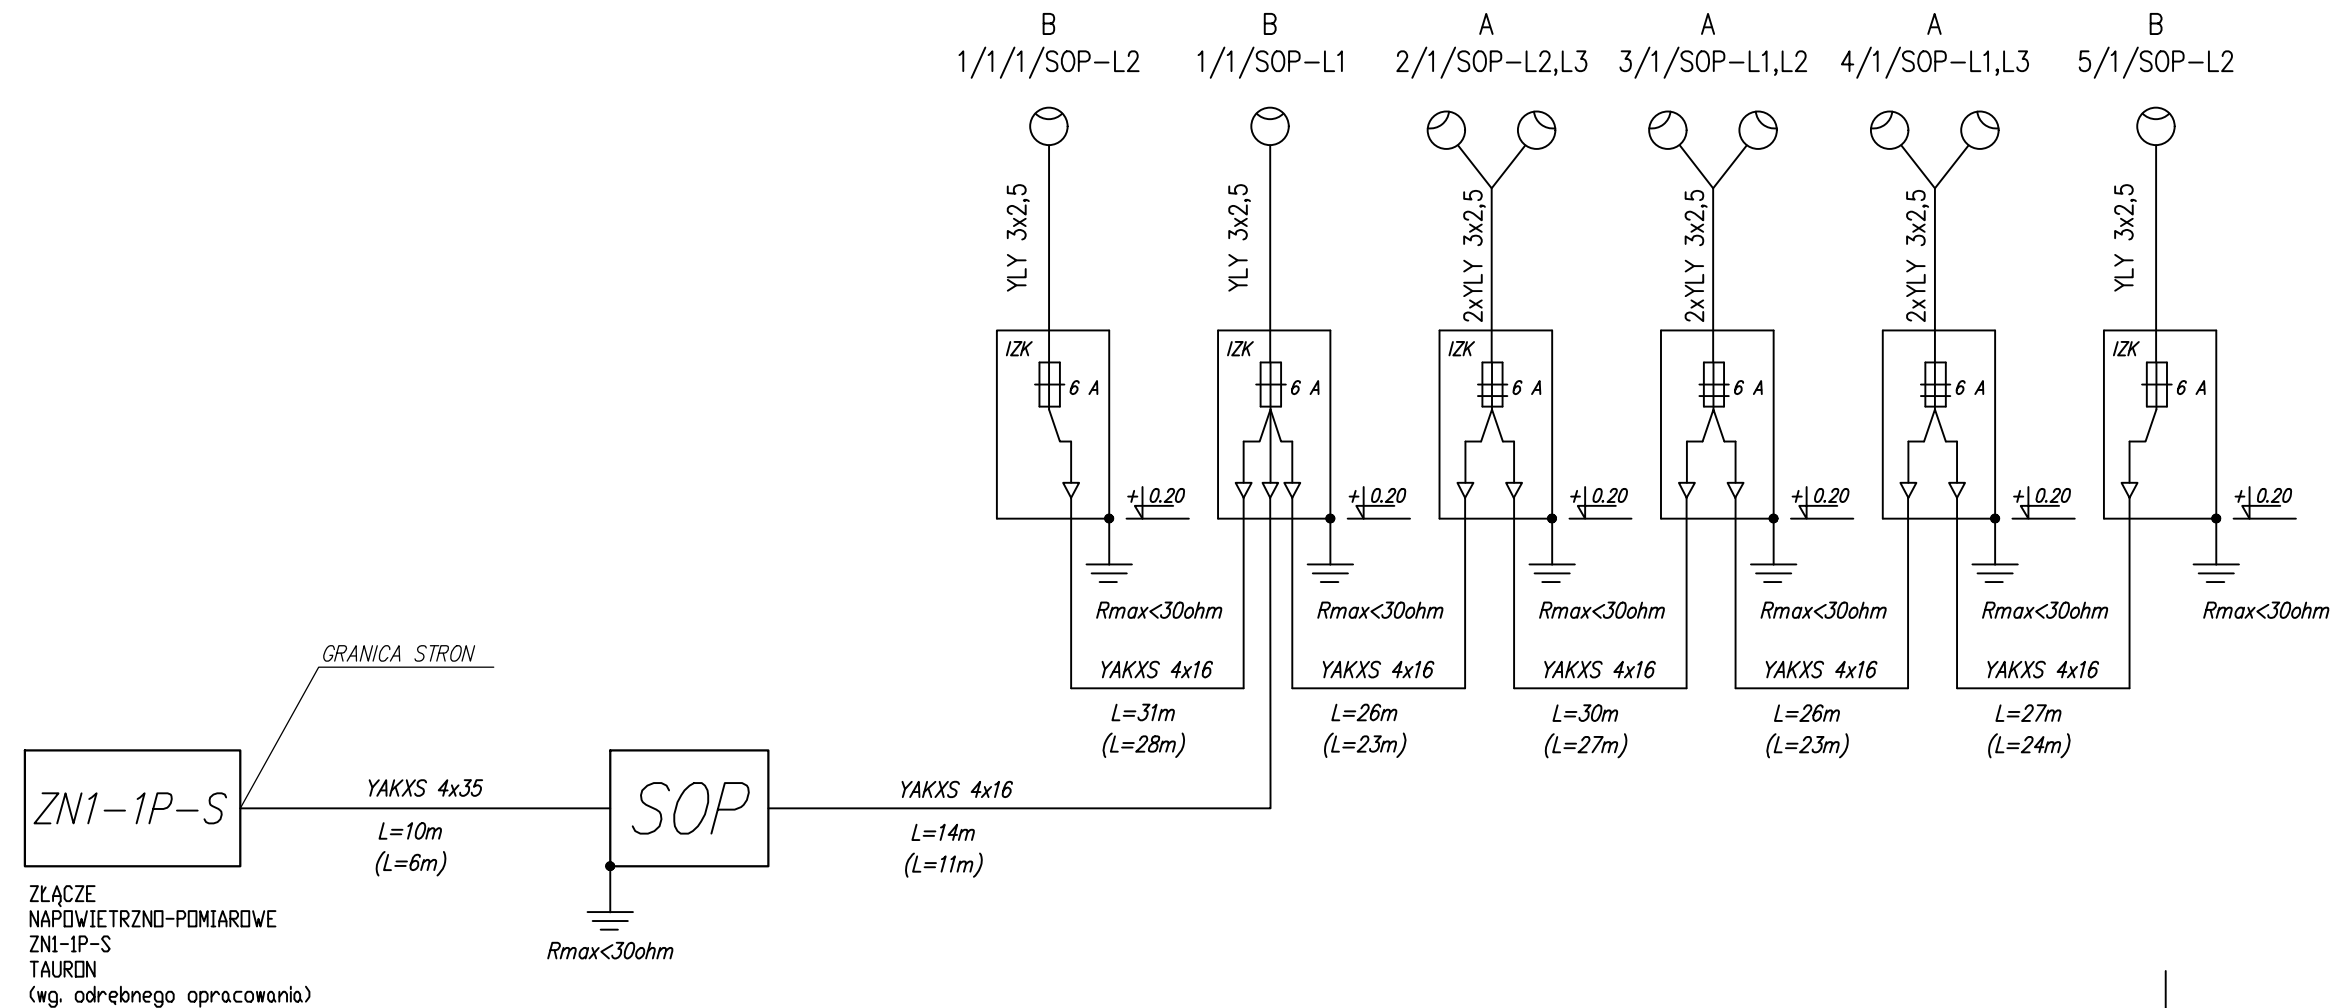 B
1/1/1/SOP-L2
B
1/1/SOP-L1
A
2/1/SOP-L2,L3
A
3/1/SOP-L1,L2
A
4/1/SOP-L1,L3
B
5/1/SOP-L2
YLY 3x2,5
YLY 3x2,5
2xYLY 3x2,5
2xYLY 3x2,5
2xYLY 3x2,5
YLY 3x2,5
IZK
6 A
IZK
6 A
IZK
6 A
IZK
6 A
IZK
6 A
IZK
6 A
+0.20
+0.20
+0.20
+0.20
+0.20
+0.20
Rmax<30ohm
Rmax<30ohm
Rmax<30ohm
Rmax<30ohm
Rmax<30ohm
Rmax<30ohm
YAKXS 4x16
L=31m
(L=28m)
YAKXS 4x16
L=26m
(L=23m)
YAKXS 4x16
L=30m
(L=27m)
YAKXS 4x16
L=26m
(L=23m)
YAKXS 4x16
L=27m
(L=24m)
GRANICA STRON
ZN1-1P-S
YAKXS 4x35
L=10m
(L=6m)
SOP
YAKXS 4x16
L=14m
(L=11m)
Rmax<30ohm
ZŁĄCZE
NAPOWIETRZNO-POMIAROWE
ZN1-1P-S
TAURON
(wg. odrębnego opracowania)